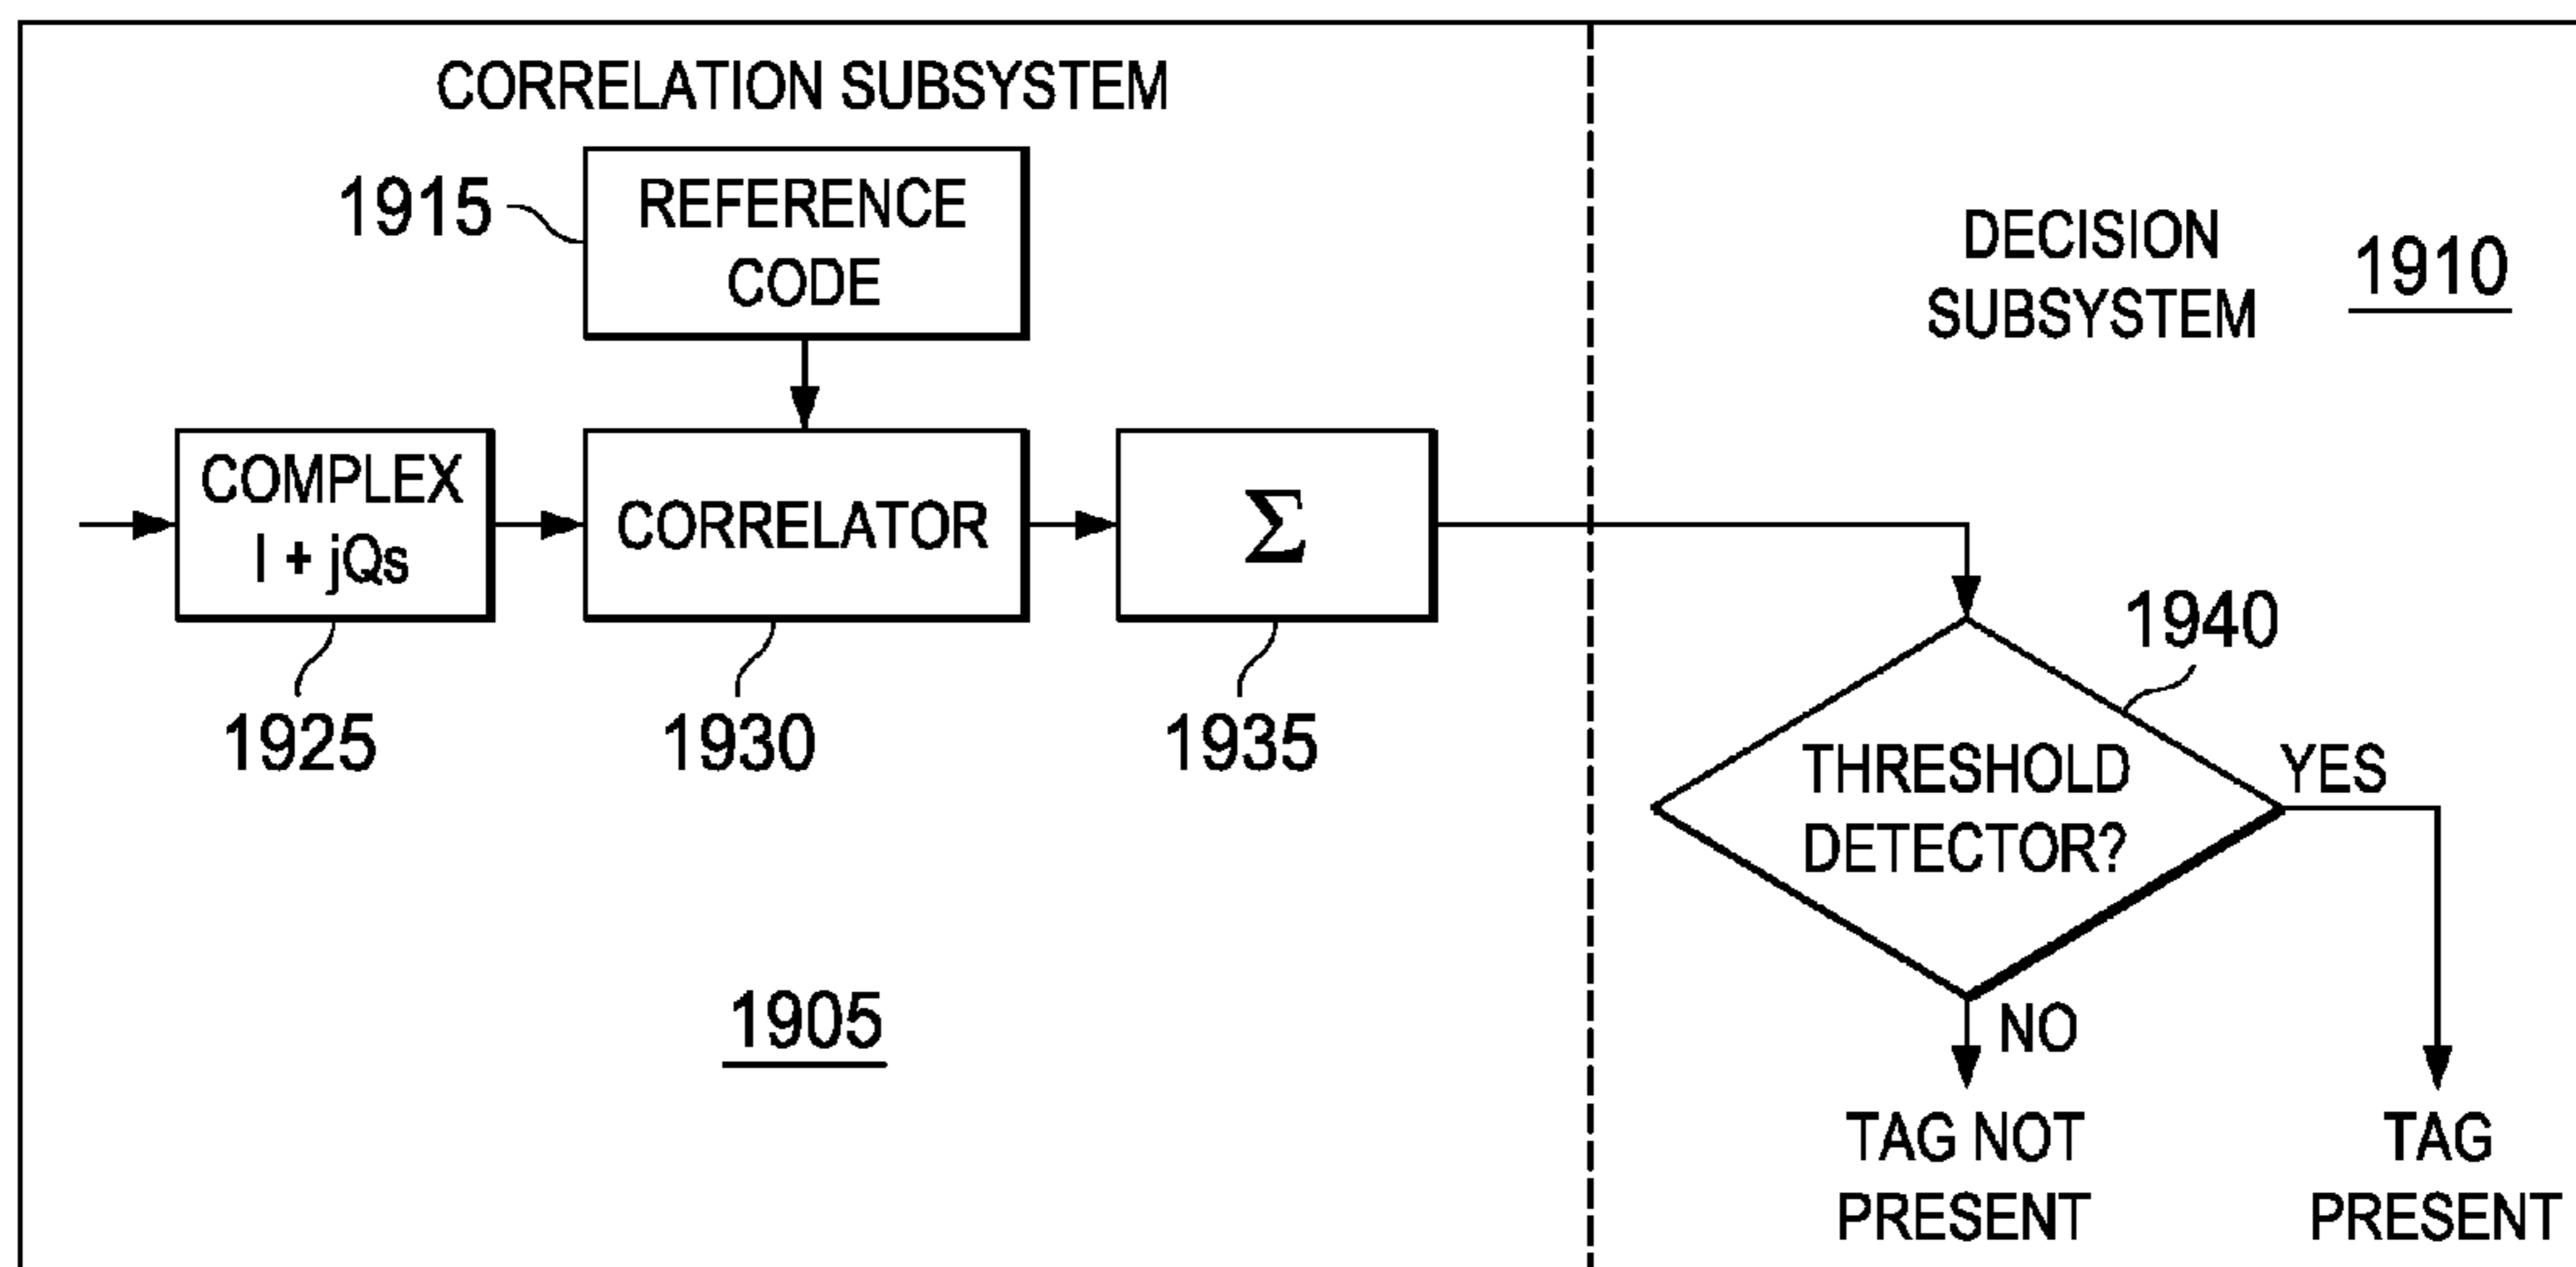 CORRELATION SUBSYSTEM
1915
REFERENCE
CODE
DECISION
SUBSYSTEM
1910
COMPLEX
I + jQs
CORRELATOR
Σ
1925
1930
1935
1940
THRESHOLD
DETECTOR?
YES
NO
1905
TAG NOT
PRESENT
TAG
PRESENT